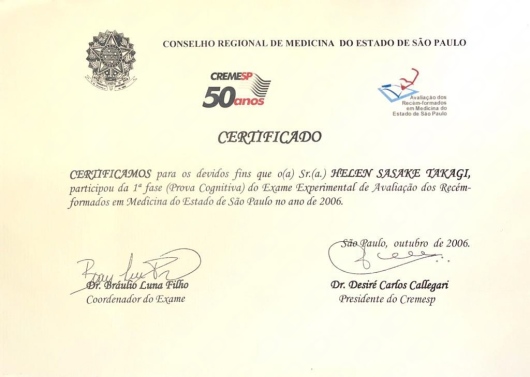 CONSELHO REGIONAL DE MEDICINA DO ESTADO DE SÃO PAULO
CREMESP
50 anos
Avaliação dos
Recém-formados
em Medicina do
Estado de São Paulo
CERTIFICADO
CERTIFICAMOS para os devidos fins que o(a) Sr.(a.) HELEN SASAKE TAKAGI,
participou da 1ª fase (Prova Cognitiva) do Exame Experimental de Avaliação dos Recém-
formados em Medicina do Estado de São Paulo no ano de 2006.
São Paulo, outubro de 2006.
Dr. Bráulio Luna Filho
Coordenador do Exame
Dr. Desiré Carlos Callegari
Presidente do Cremesp